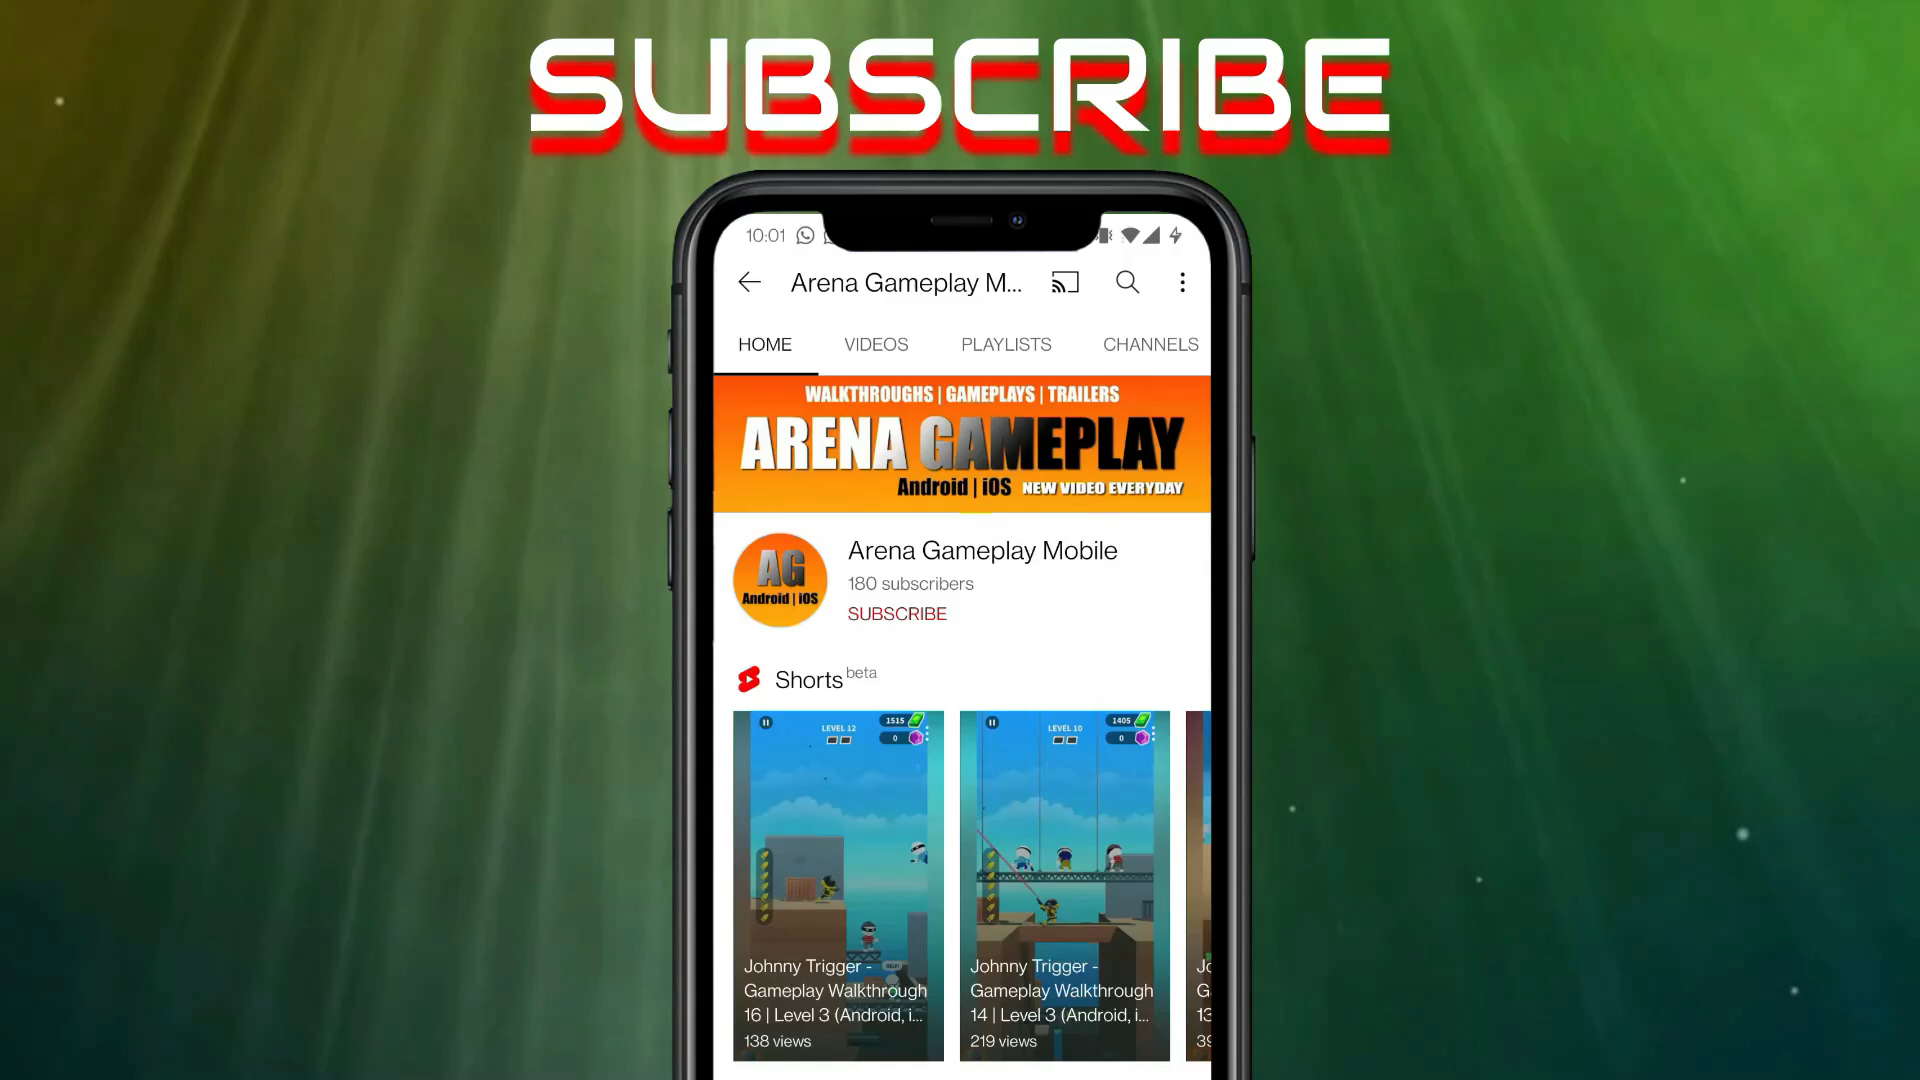 SUBSCRIBE
10:01
Arena Gameplay M...
HOME VIDEOS PLAYLISTS CHANNELS
WALKTHROUGHS | GAMEPLAYS | TRAILERS
ARENA GAMEPLAY
Android | iOS NEW VIDEO EVERYDAY
AG
Android | iOS
Arena Gameplay Mobile
180 subscribers
SUBSCRIBE
Shorts beta
LEVEL 12
1515
0
HELP!
Johnny Trigger -
Gameplay Walkthrough
16 | Level 3 (Android, i...
138 views
LEVEL 10
1405
0
Johnny Trigger -
Gameplay Walkthrough
14 | Level 3 (Android, i...
219 views